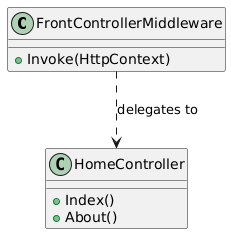 C FrontControllerMiddleware
Invoke(HttpContext)
delegates to
C HomeController
Index()
About()